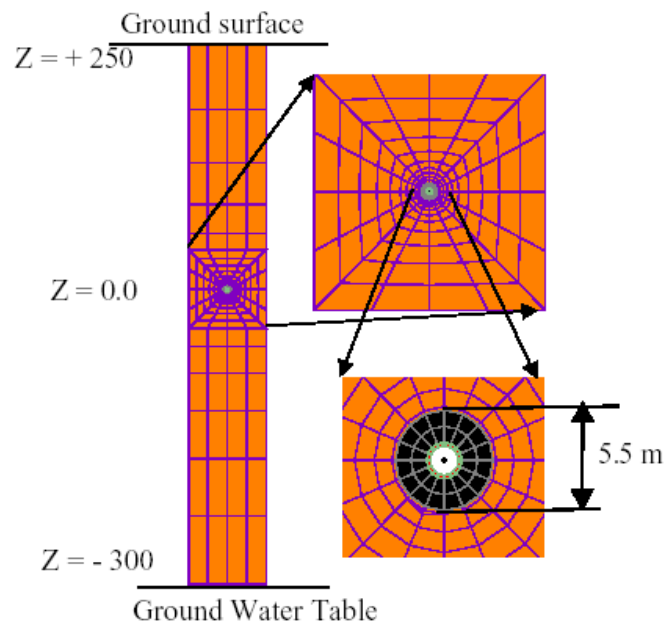 Ground surface
Z = + 250
Z = 0.0
5.5 m
Z = - 300
Ground Water Table